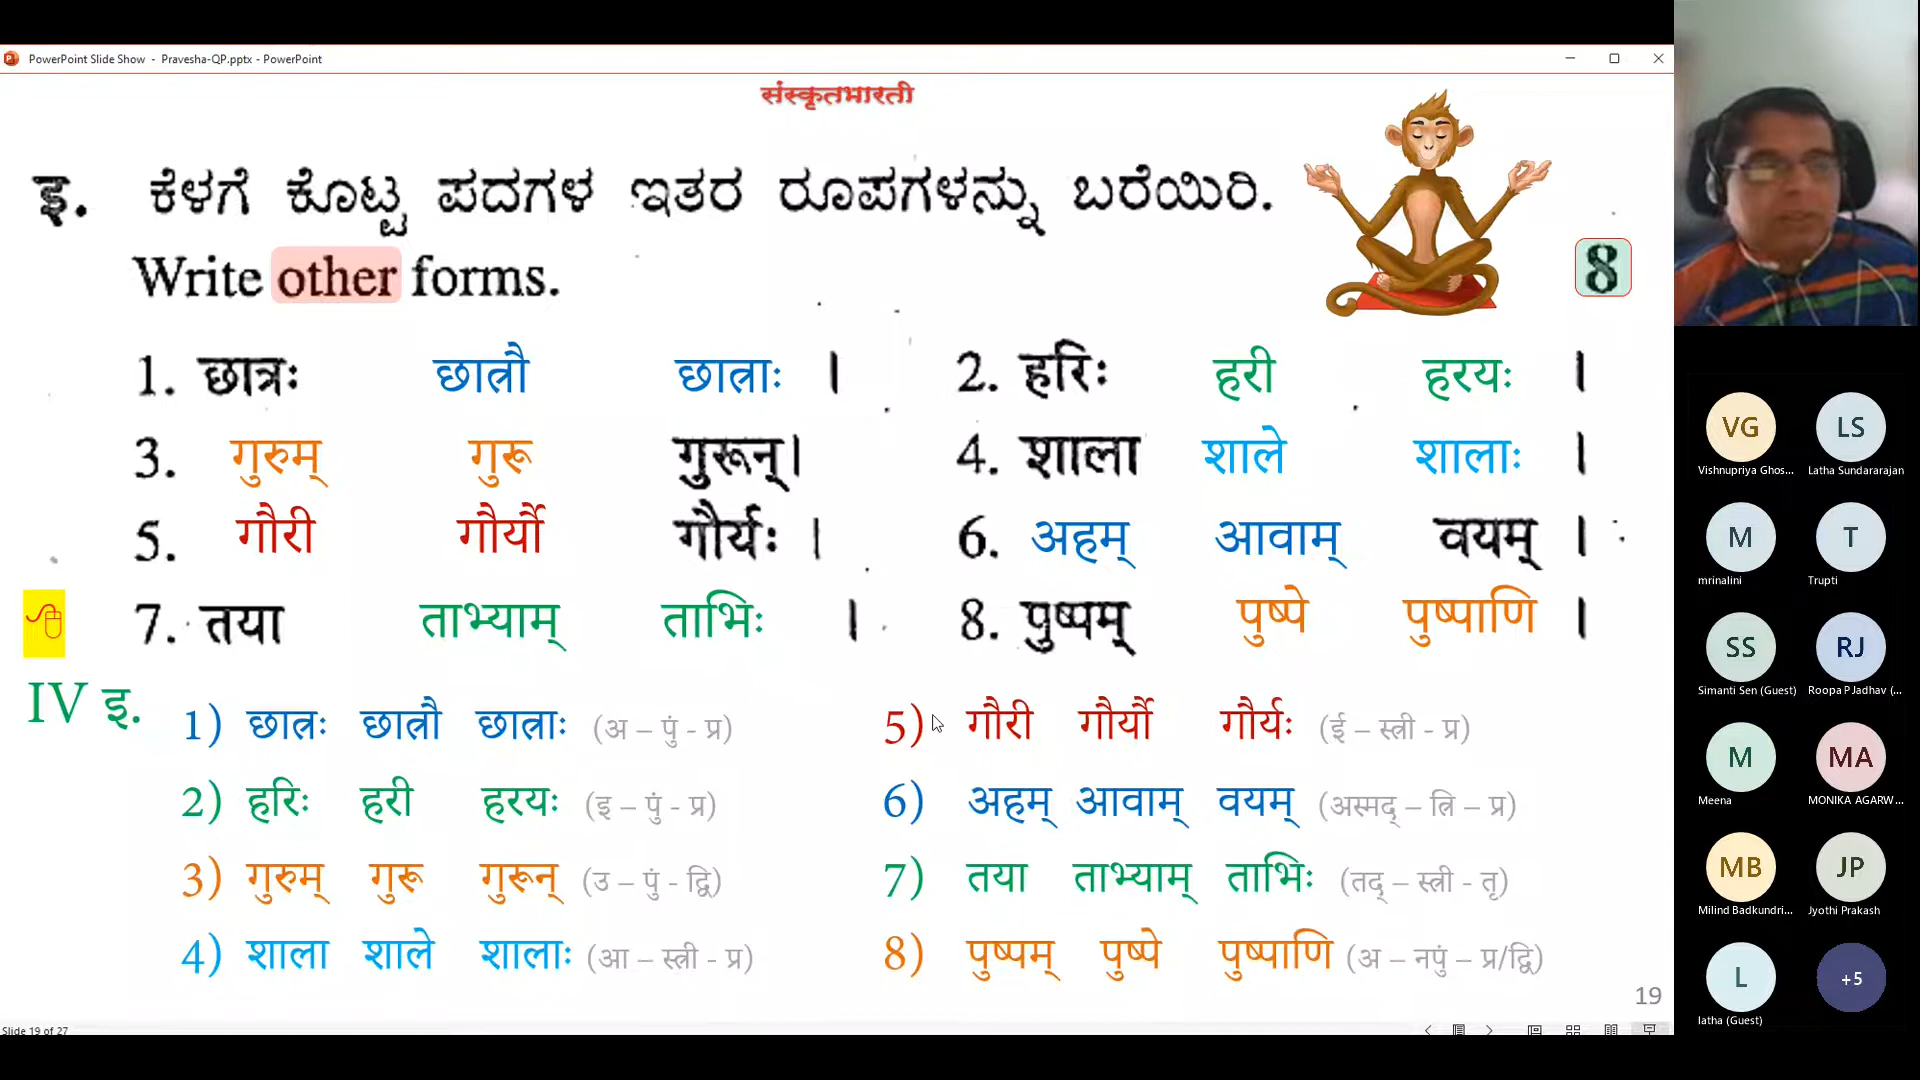 PowerPoint Slide Show - Pravesha-QP.pptx - PowerPoint
संस्कृतभारती
इ. ಕೆಳಗೆ ಕೊಟ್ಟ ಪದಗಳ ಇತರ ರೂಪಗಳನ್ನು ಬರೆಯಿರಿ.
Write other forms. 8
1. छात्रः छात्रौ छात्राः । 2. हरिः हरी हरयः ।
3. गुरुम् गुरू गुरून्। 4. शाला शाले शालाः ।
5. गौरी गौर्यौ गौर्यः । 6. अहम् आवाम् वयम् ।
7. तया ताभ्याम् ताभिः । 8. पुष्पम् पुष्पे पुष्पाणि ।
IV इ.
1) छात्रः छात्रौ छात्राः (अ – पुं - प्र) 5) गौरी गौर्यौ गौर्यः (ई – स्त्री - प्र)
2) हरिः हरी हरयः (इ – पुं - प्र) 6) अहम् आवाम् वयम् (अस्मद् – त्रि – प्र)
3) गुरुम् गुरू गुरून् (उ – पुं - द्वि) 7) तया ताभ्याम् ताभिः (तद् – स्त्री - तृ)
4) शाला शाले शालाः (आ – स्त्री - प्र) 8) पुष्पम् पुष्पे पुष्पाणि (अ – नपुं – प्र/द्वि)
19
Slide 19 of 27
VG LS
Vishnupriya Ghos... Latha Sundararajan
M T
mrinalini Trupti
SS RJ
Simanti Sen (Guest) Roopa P Jadhav (...
M MA
Meena MONIKA AGARW...
MB JP
Milind Badkundri... Jyothi Prakash
L +5
latha (Guest)